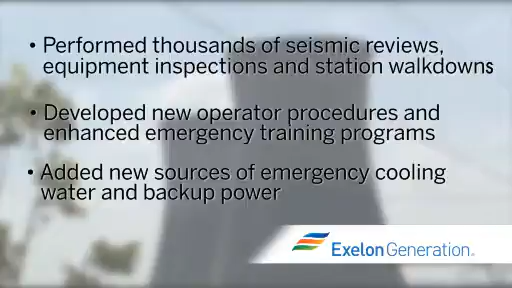 • Performed thousands of seismic reviews,
equipment inspections and station walkdowns
• Developed new operator procedures and
enhanced emergency training programs
• Added new sources of emergency cooling
water and backup power
Exelon Generation